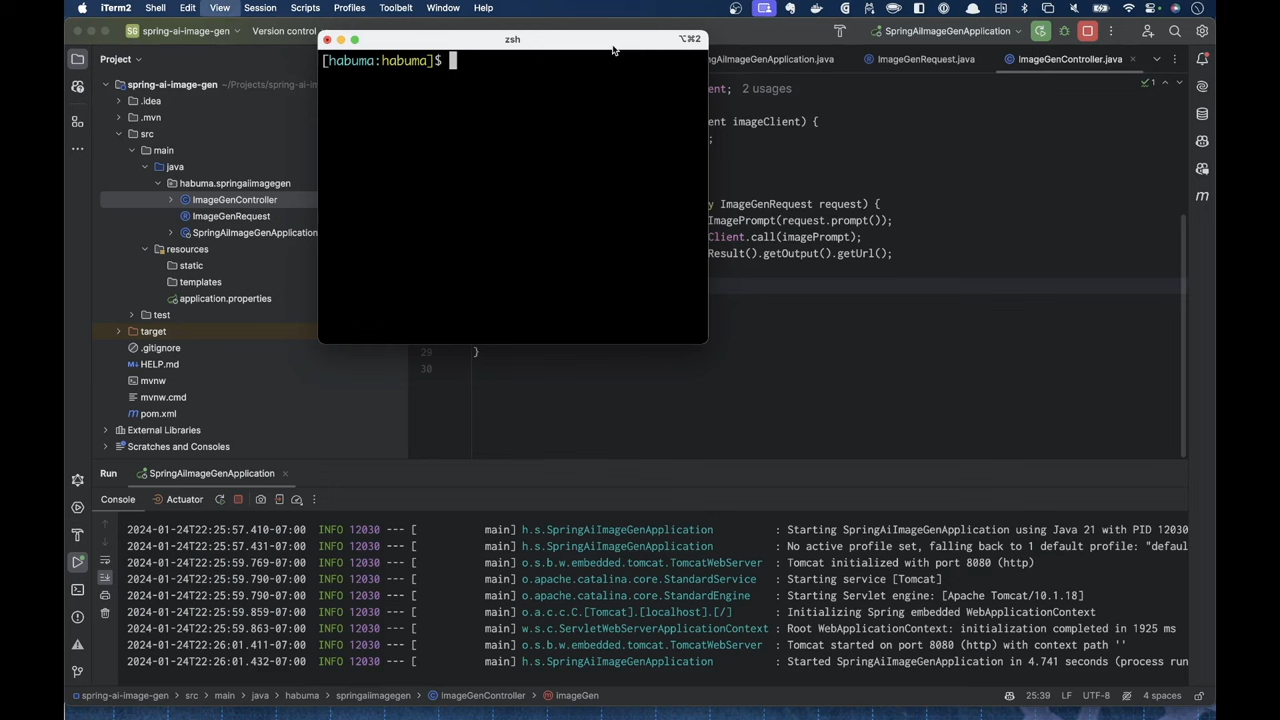 iTerm2 Shell Edit View Session Scripts Profiles Toolbelt Window Help
SG spring-ai-image-gen Version control SpringAiImageGenApplication
zsh ⌥⌘2
[habuma:habuma]$
Project
AiImageGenApplication.java ImageGenRequest.java ImageGenController.java
spring-ai-image-gen ~/Projects/spring-ai-im
ent; 2 usages 1
.idea
.mvn
ent imageClient) {
src
;
main
java
habuma.springaiimagegen
ImageGenController
y ImageGenRequest request) {
ImageGenRequest
ImagePrompt(request.prompt());
SpringAiImageGenApplication
Client.call(imagePrompt);
resources
Result().getOutput().getUrl();
static
templates
application.properties
test
target
.gitignore
29 }
HELP.md
30
mvnw
mvnw.cmd
pom.xml
External Libraries
Scratches and Consoles
Run SpringAiImageGenApplication
Console Actuator
2024-01-24T22:25:57.410-07:00 INFO 12030 --- [ main] h.s.SpringAiImageGenApplication : Starting SpringAiImageGenApplication using Java 21 with PID 12030
2024-01-24T22:25:57.431-07:00 INFO 12030 --- [ main] h.s.SpringAiImageGenApplication : No active profile set, falling back to 1 default profile: "defaul
2024-01-24T22:25:59.769-07:00 INFO 12030 --- [ main] o.s.b.w.embedded.tomcat.TomcatWebServer : Tomcat initialized with port 8080 (http)
2024-01-24T22:25:59.790-07:00 INFO 12030 --- [ main] o.apache.catalina.core.StandardService : Starting service [Tomcat]
2024-01-24T22:25:59.790-07:00 INFO 12030 --- [ main] o.apache.catalina.core.StandardEngine : Starting Servlet engine: [Apache Tomcat/10.1.18]
2024-01-24T22:25:59.859-07:00 INFO 12030 --- [ main] o.a.c.c.C.[Tomcat].[localhost].[/] : Initializing Spring embedded WebApplicationContext
2024-01-24T22:25:59.863-07:00 INFO 12030 --- [ main] w.s.c.ServletWebServerApplicationContext : Root WebApplicationContext: initialization completed in 1925 ms
2024-01-24T22:26:01.411-07:00 INFO 12030 --- [ main] o.s.b.w.embedded.tomcat.TomcatWebServer : Tomcat started on port 8080 (http) with context path ''
2024-01-24T22:26:01.432-07:00 INFO 12030 --- [ main] h.s.SpringAiImageGenApplication : Started SpringAiImageGenApplication in 4.741 seconds (process run
spring-ai-image-gen > src > main > java > habuma > springaiimagegen > ImageGenController > imageGen 25:39 LF UTF-8 4 spaces